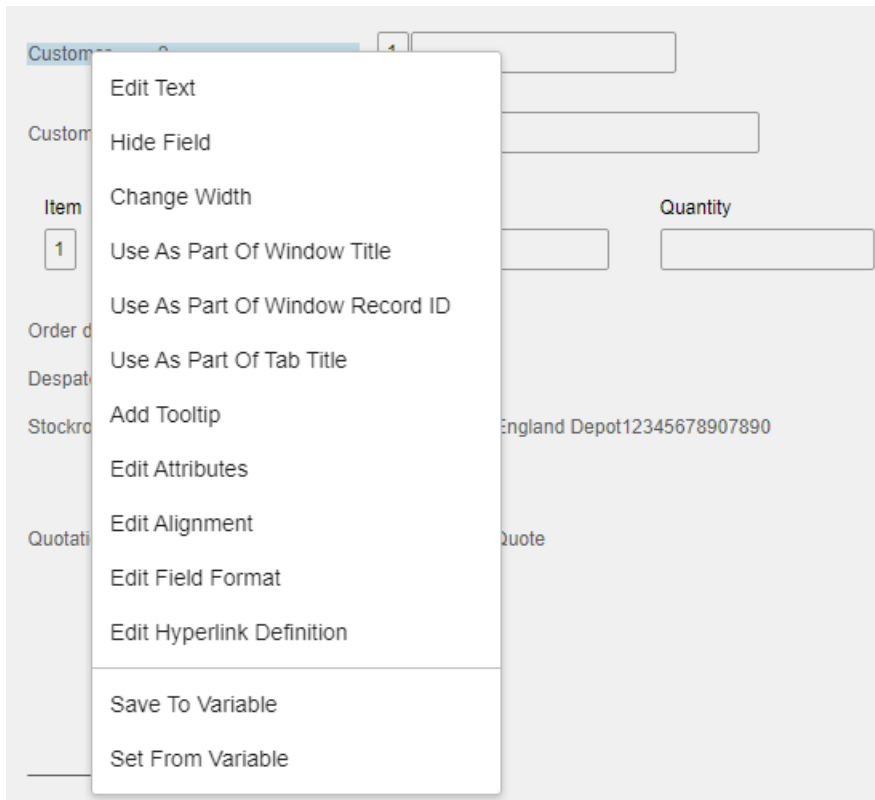 Customer
1
Edit Text
Custom
Hide Field
Change Width
Item
Quantity
1
Use As Part Of Window Title
Use As Part Of Window Record ID
Order d
Use As Part Of Tab Title
Despat
Add Tooltip
Stockro
England Depot12345678907890
Edit Attributes
Edit Alignment
Quotati
Quote
Edit Field Format
Edit Hyperlink Definition
Save To Variable
Set From Variable